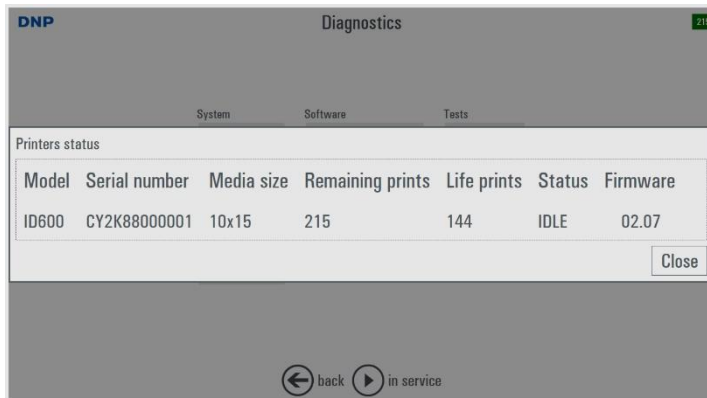 DNP Diagnostics
System Software Tests
Printers status
Model Serial number Media size Remaining prints Life prints Status Firmware
ID600 CY2K88000001 10x15 215 144 IDLE 02.07
Close
back in service